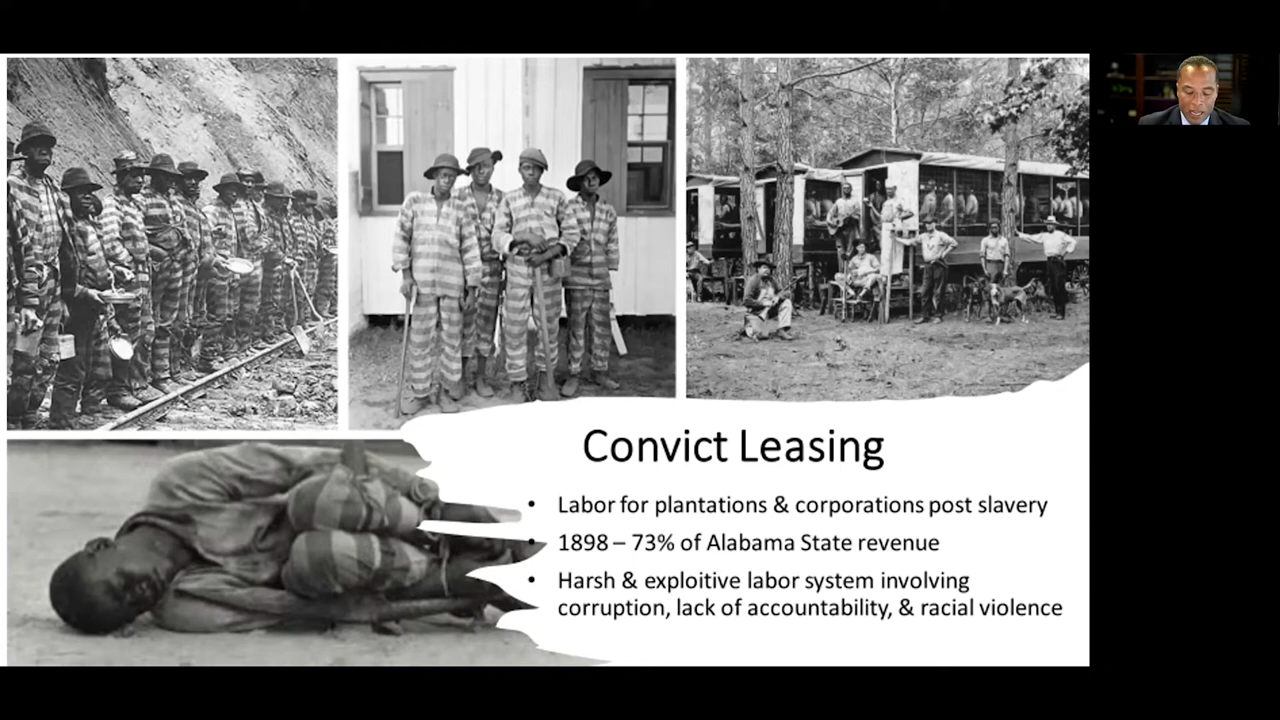 Convict Leasing
• Labor for plantations & corporations post slavery
• 1898 – 73% of Alabama State revenue
• Harsh & exploitive labor system involving
corruption, lack of accountability, & racial violence